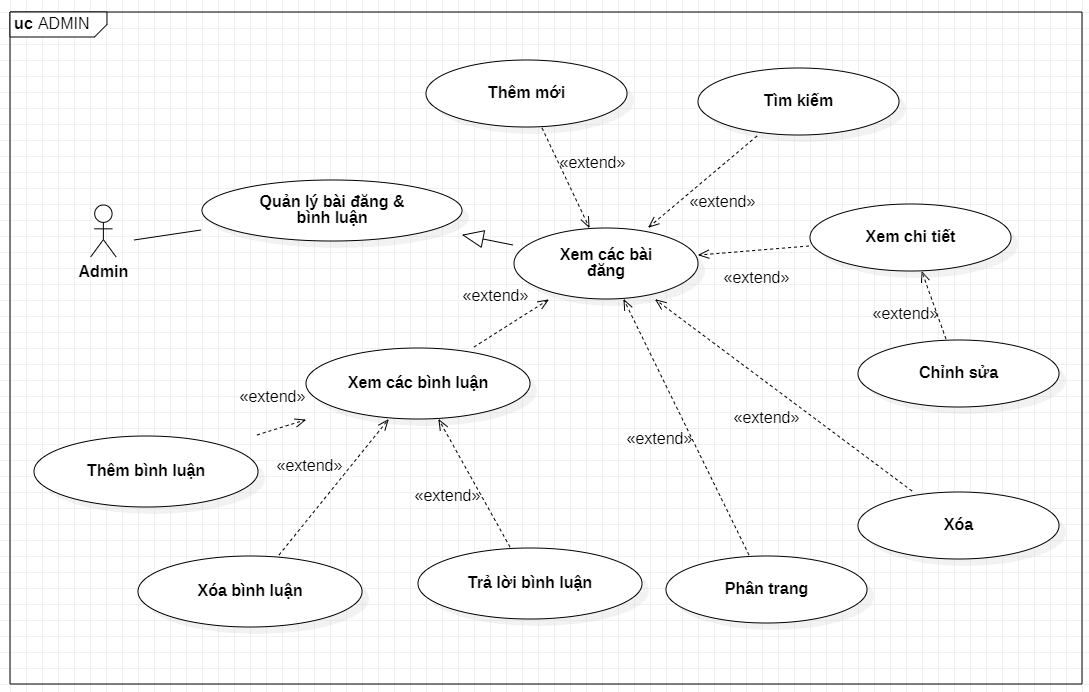 uc ADMIN
Thêm mới
Tìm kiếm
«extend»
«extend»
Quản lý bài đăng &
bình luận
Admin
Xem các bài
đăng
Xem chi tiết
«extend»
«extend»
«extend»
Xem các bình luận
Chỉnh sửa
«extend»
«extend»
«extend»
«extend»
«extend»
Thêm bình luận
Xóa
Xóa bình luận
Trả lời bình luận
Phân trang